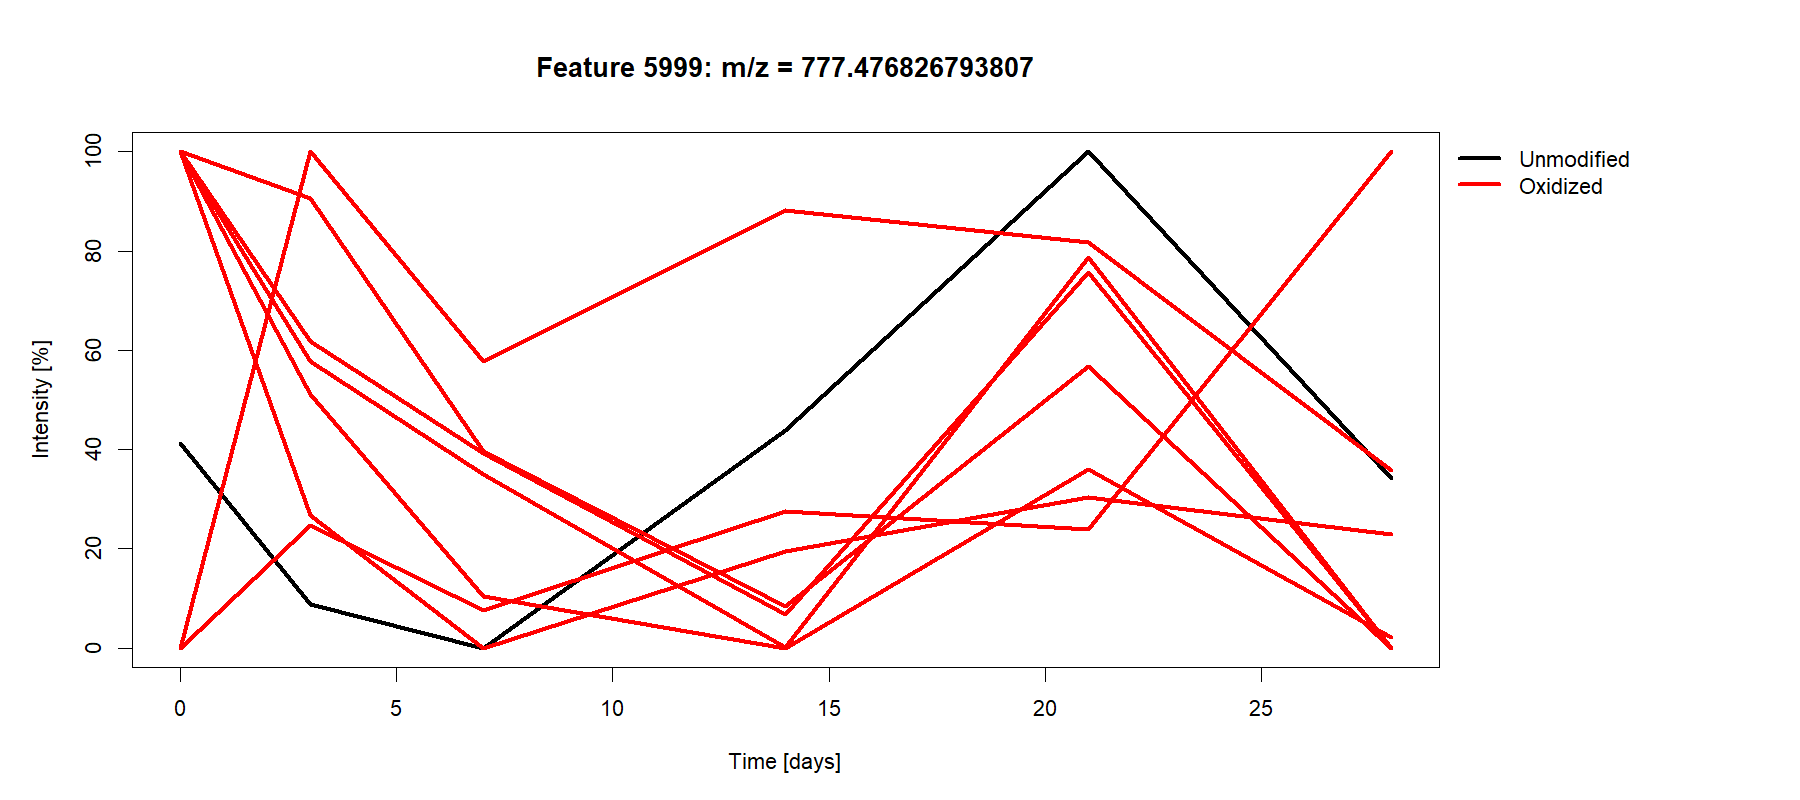 Feature 5999: m/z = 777.476826793807
Unmodified
Oxidized
Intensity [%]
100
80
60
40
20
0
0 5 10 15 20 25
Time [days]